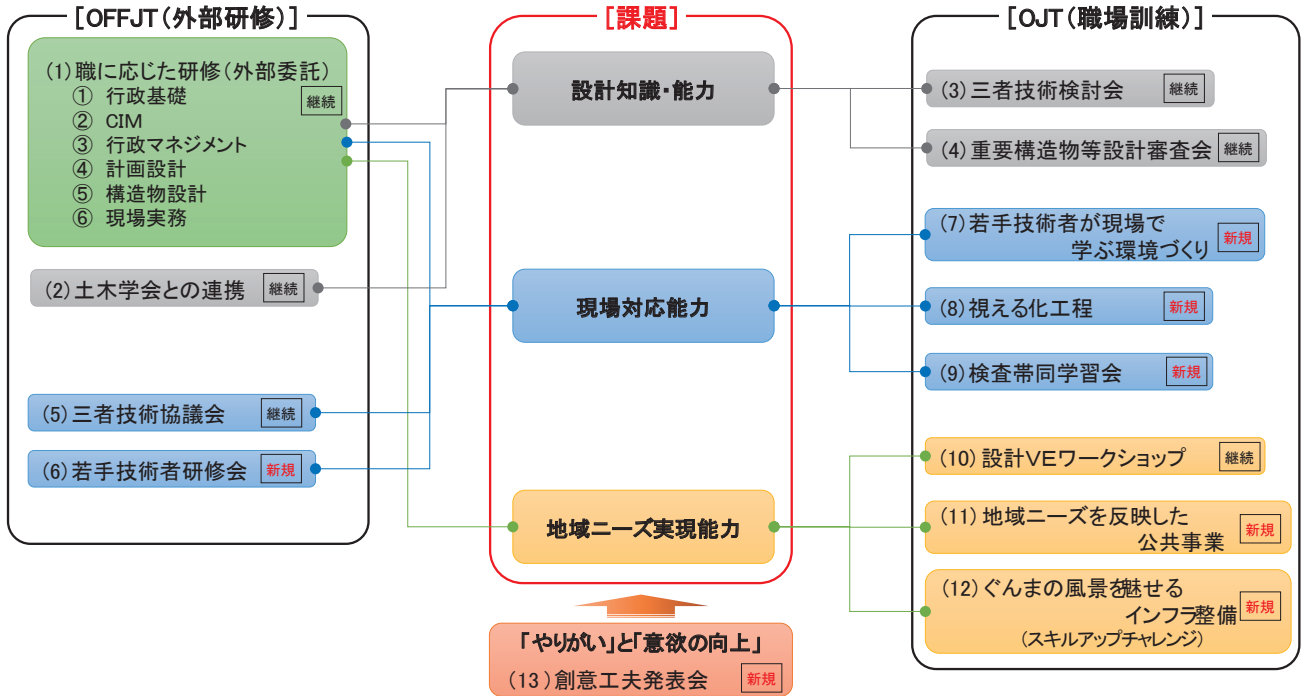 [OFFJT(外部研修)]
(1)職に応じた研修(外部委託)
継続
① 行政基礎
② CIM
③ 行政マネジメント
④ 計画設計
⑤ 構造物設計
⑥ 現場実務
(2)土木学会との連携 継続
(5)三者技術協議会 継続
(6)若手技術者研修会 新規
[課題]
設計知識・能力
現場対応能力
地域ニーズ実現能力
「やりがい」と「意欲の向上」
(13)創意工夫発表会 新規
[OJT(職場訓練)]
(3)三者技術検討会 継続
(4)重要構造物等設計審査会 継続
(7)若手技術者が現場で
学ぶ環境づくり 新規
(8)視える化工程 新規
(9)検査帯同学習会 新規
(10)設計VEワークショップ 継続
(11)地域ニーズを反映した
公共事業 新規
(12)ぐんまの風景を魅せる
インフラ整備 新規
(スキルアップチャレンジ)